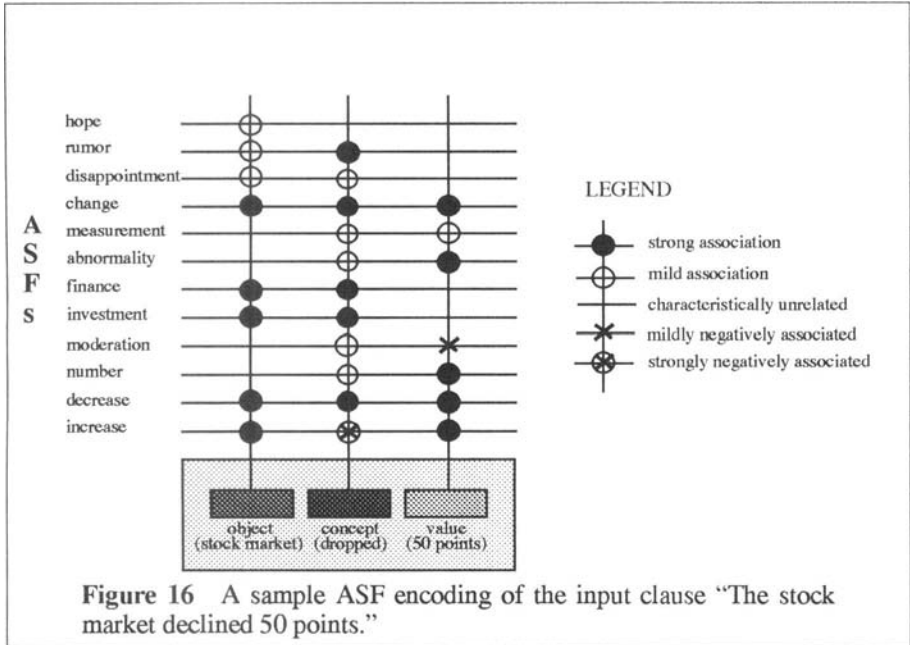 hope
rumor
disappointment
change
measurement
abnormality
finance
investment
moderation
number
decrease
increase
A
S
F
s
LEGEND
strong association
mild association
characteristically unrelated
mildly negatively associated
strongly negatively associated
object
(stock market)
concept
(dropped)
value
(50 points)
Figure 16 A sample ASF encoding of the input clause “The stock
market declined 50 points.”